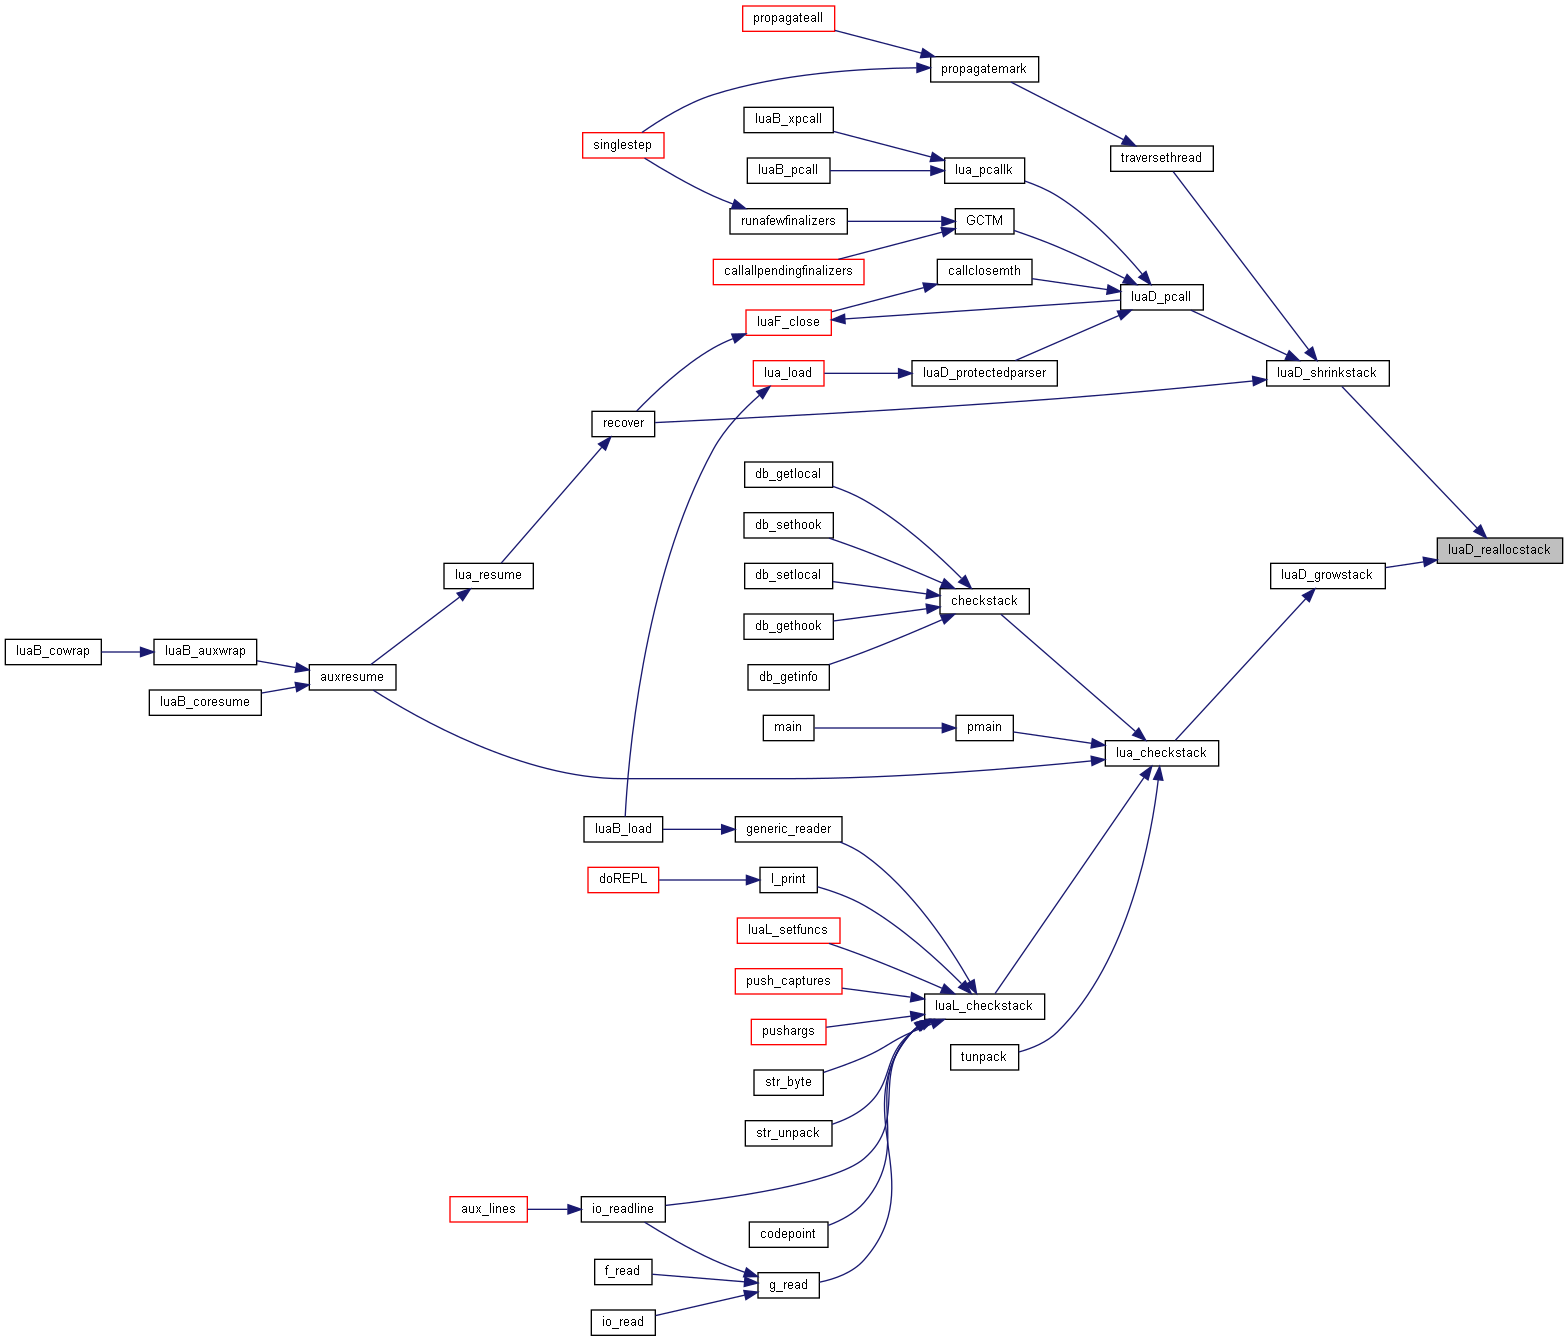 propagateall
propagatemark
luaB_xpcall
singlestep
traversethread
luaB_pcall
lua_pcallk
runafewfinalizers
GCTM
callallpendingfinalizers
callclosemth
luaD_pcall
luaF_close
lua_load
luaD_protectedparser
luaD_shrinkstack
recover
db_getlocal
db_sethook
luaD_reallocstack
lua_resume
db_setlocal
luaD_growstack
checkstack
db_gethook
luaB_cowrap
luaB_auxwrap
auxresume
db_getinfo
luaB_coresume
main
pmain
lua_checkstack
luaB_load
generic_reader
doREPL
l_print
luaL_setfuncs
push_captures
luaL_checkstack
pushargs
tunpack
str_byte
str_unpack
aux_lines
io_readline
codepoint
f_read
g_read
io_read